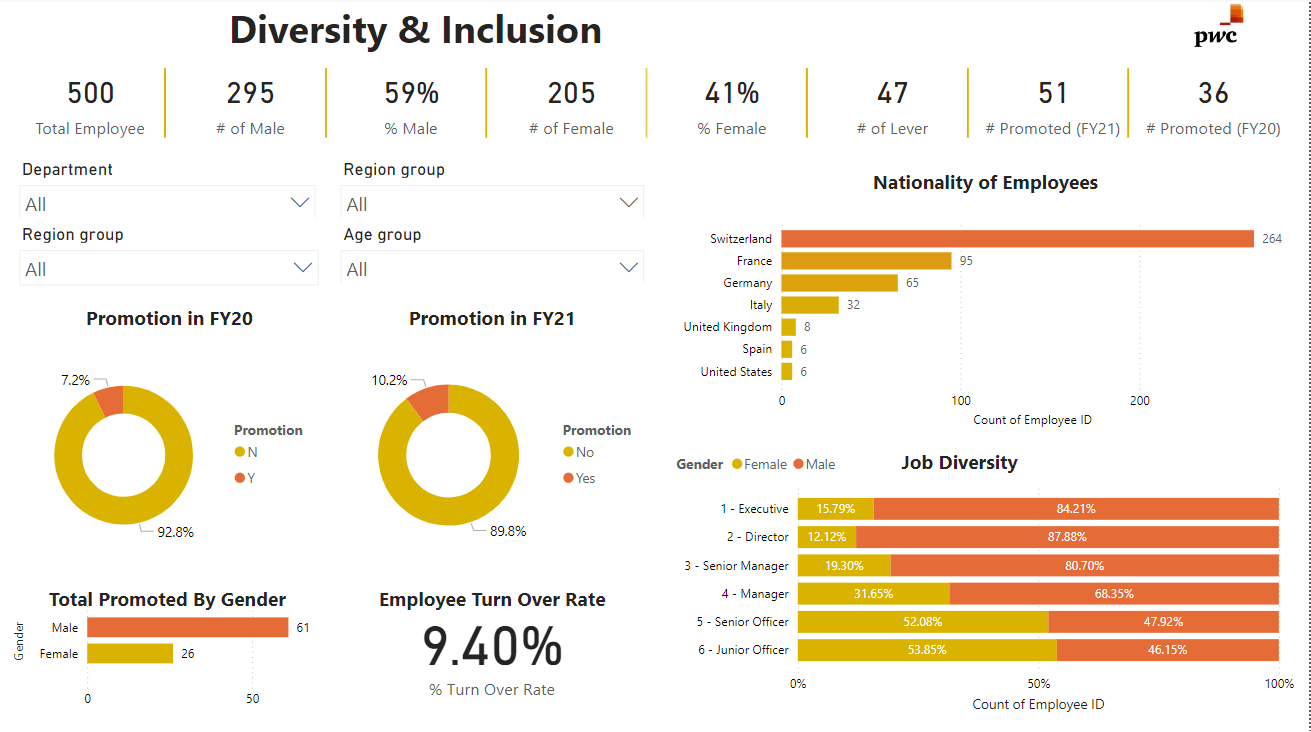 Diversity & Inclusion
pwc
500
Total Employee
295
# of Male
59%
% Male
205
# of Female
41%
% Female
47
# of Lever
51
# Promoted (FY21)
36
# Promoted (FY20)
Department
All
Region group
All
Region group
All
Age group
All
Promotion in FY20
7.2%
92.8%
Promotion
N
Y
Promotion in FY21
10.2%
89.8%
Promotion
No
Yes
Total Promoted By Gender
Gender
Male 61
Female 26
0 50
Employee Turn Over Rate
9.40%
% Turn Over Rate
Nationality of Employees
Switzerland 264
France 95
Germany 65
Italy 32
United Kingdom 8
Spain 6
United States 6
0 100 200
Count of Employee ID
Gender Female Male
Job Diversity
1 - Executive 15.79% 84.21%
2 - Director 12.12% 87.88%
3 - Senior Manager 19.30% 80.70%
4 - Manager 31.65% 68.35%
5 - Senior Officer 52.08% 47.92%
6 - Junior Officer 53.85% 46.15%
0% 50% 100%
Count of Employee ID